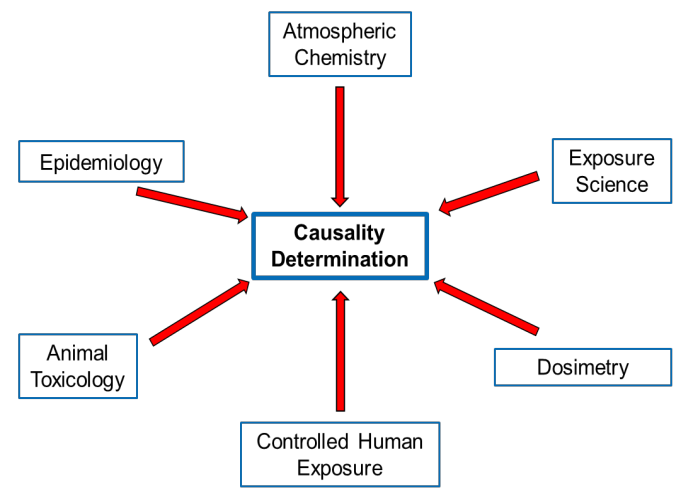 Atmospheric
Chemistry
Epidemiology
Exposure
Science
Causality
Determination
Animal
Toxicology
Dosimetry
Controlled Human
Exposure